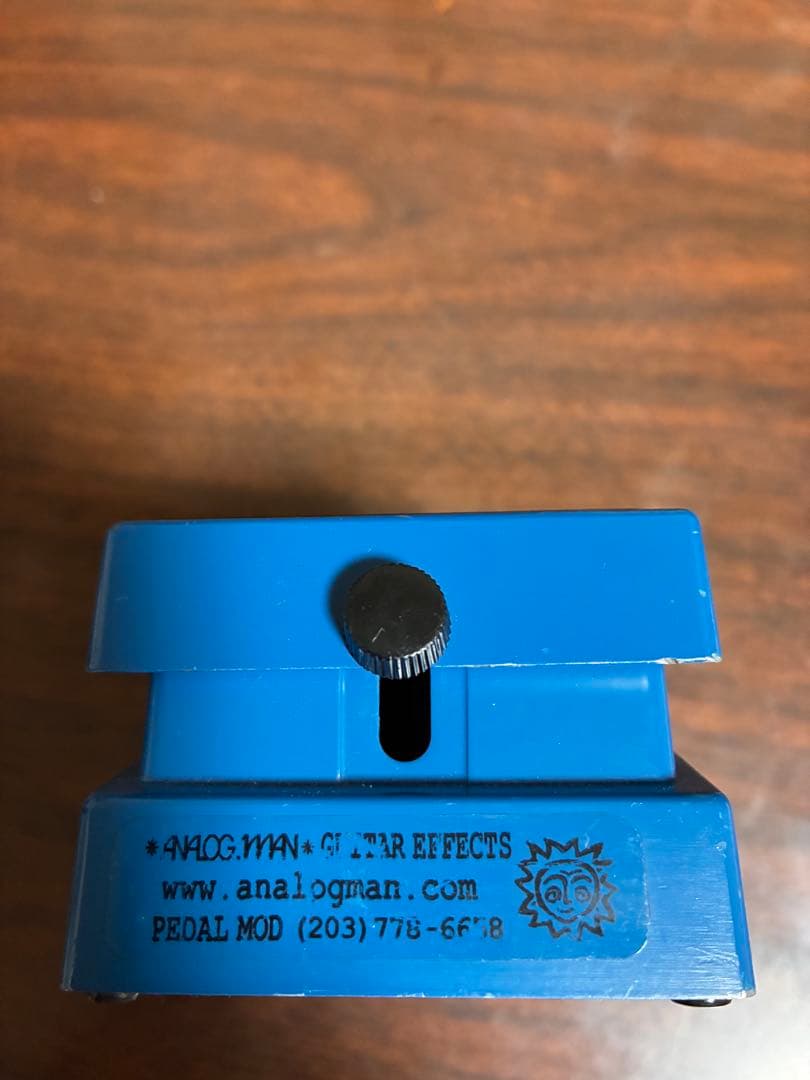 *ANALOG.MAN* GUITAR EFFECTS
www.analogman.com
PEDAL MOD (203) 778-6658